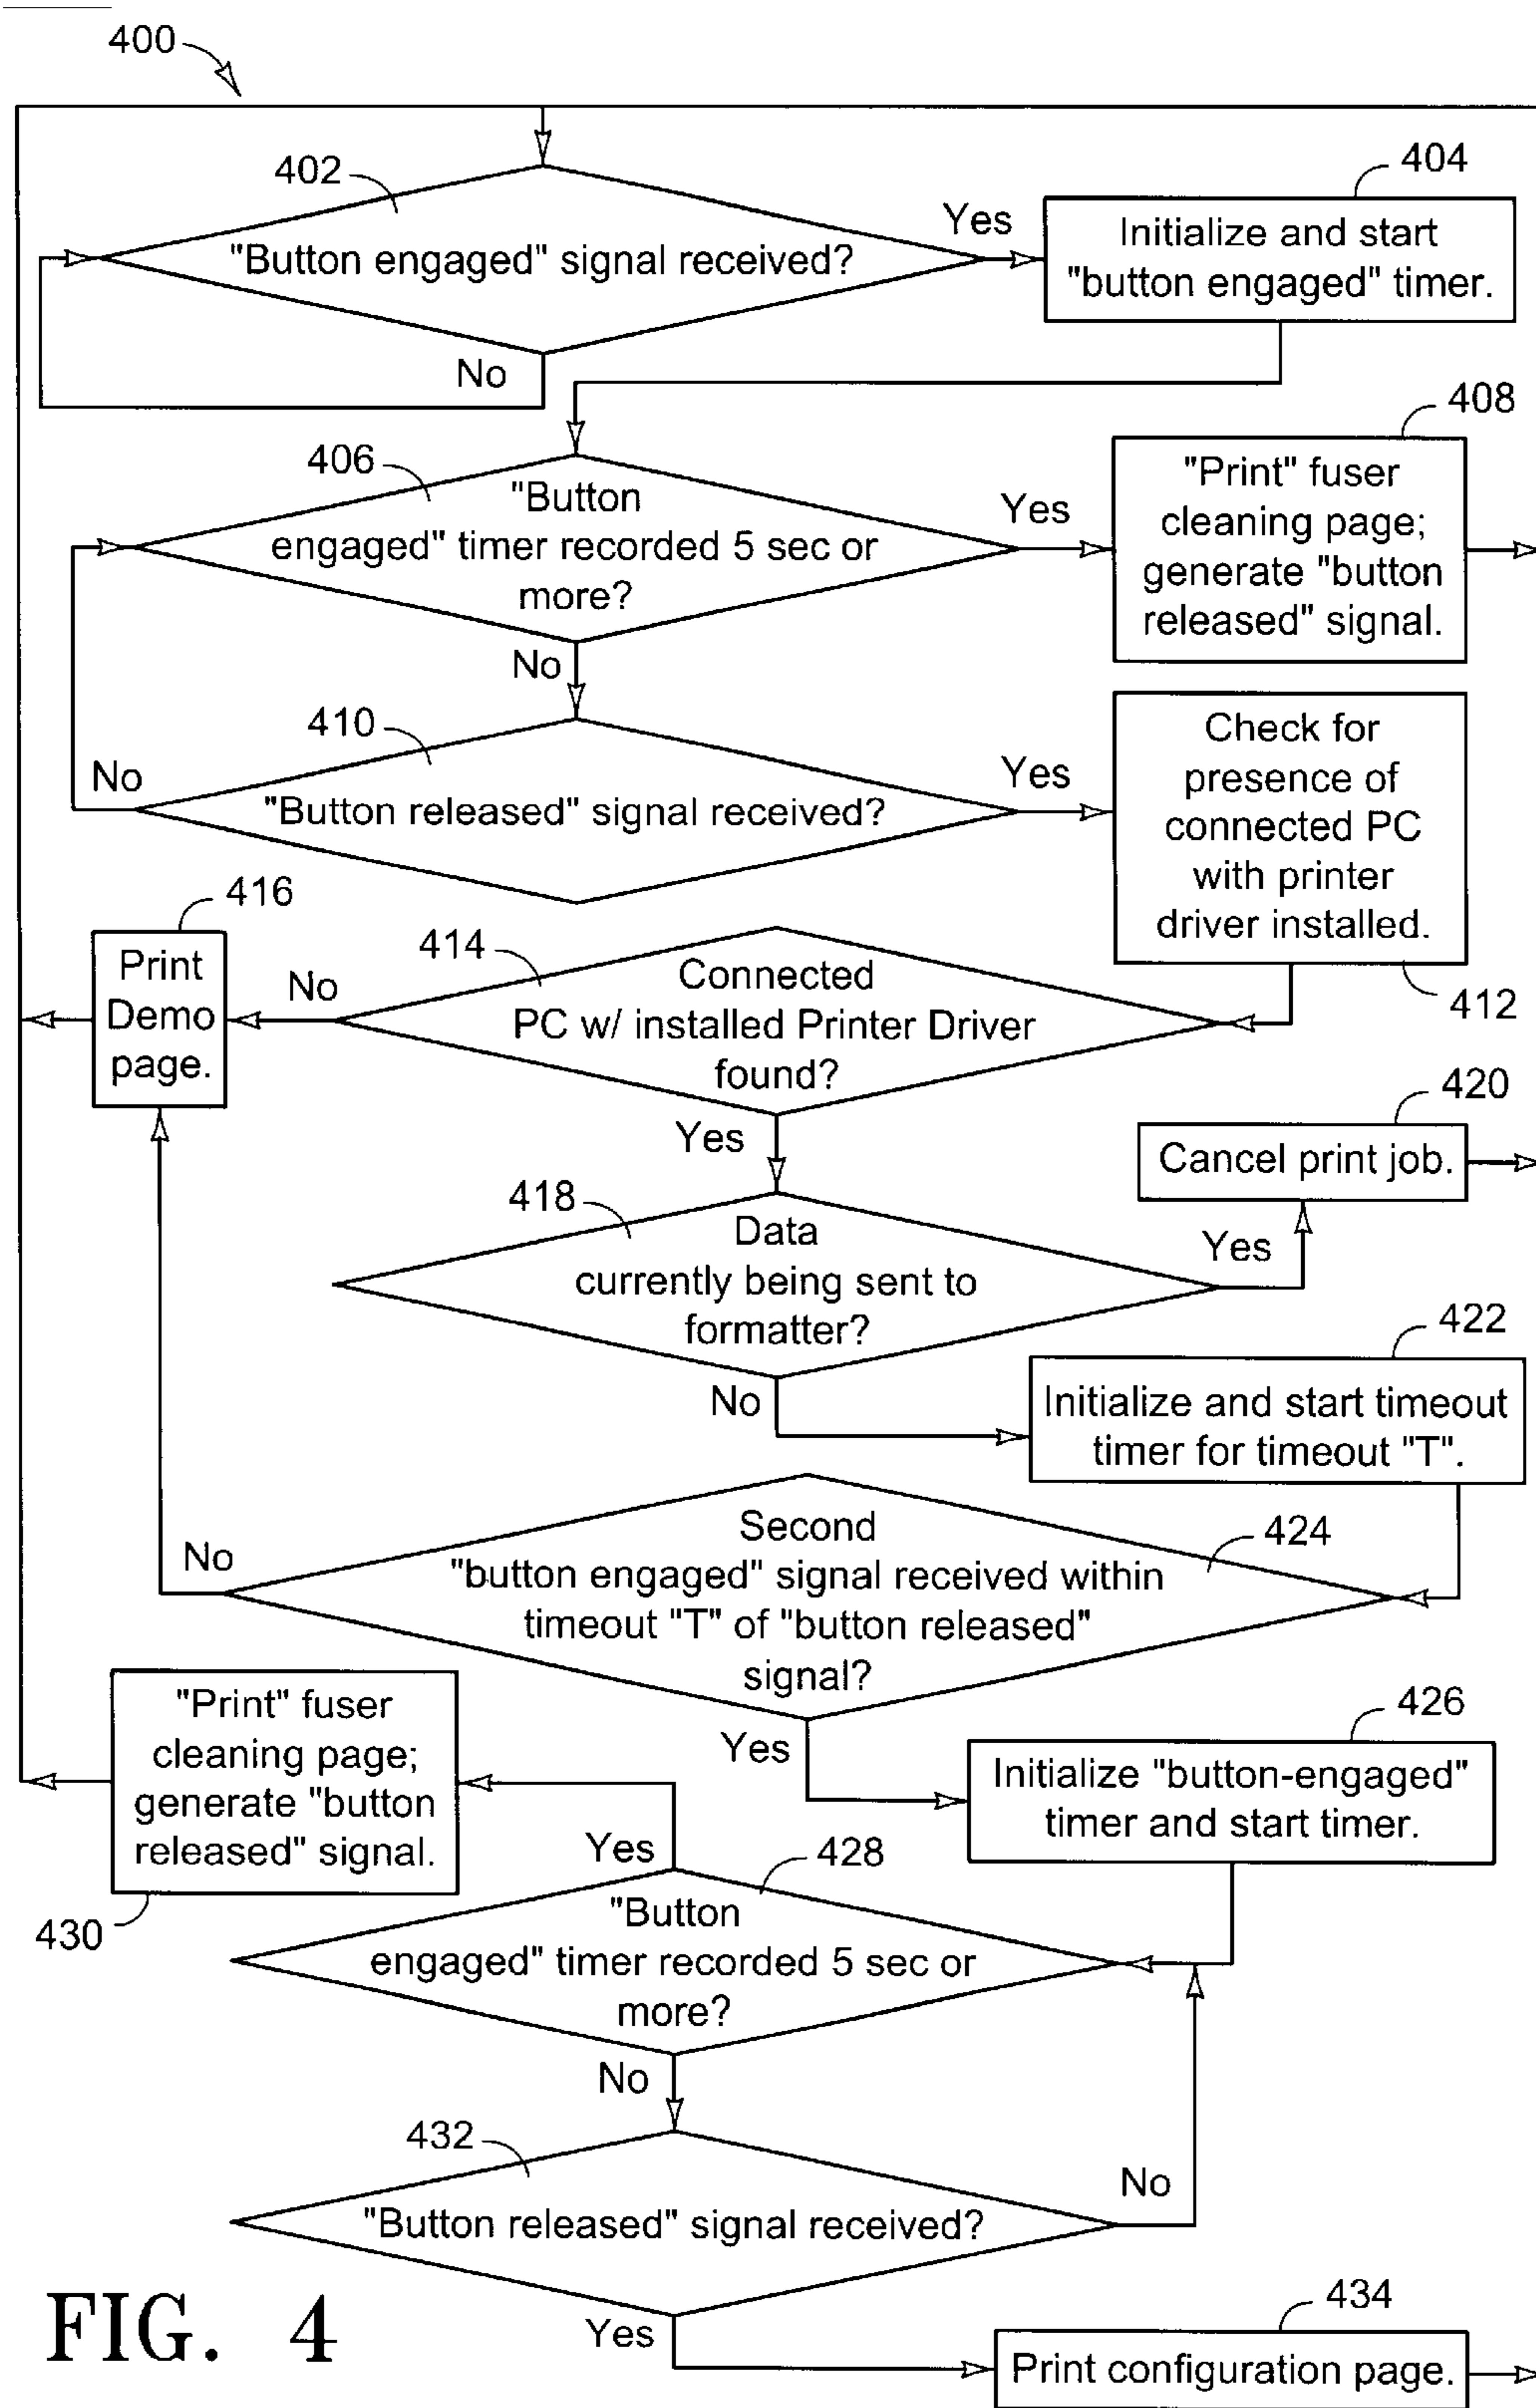 400
402
"Button engaged" signal received?
Yes
No
404
Initialize and start
"button engaged" timer.
406
"Button
engaged" timer recorded 5 sec or
more?
Yes
No
408
"Print" fuser
cleaning page;
generate "button
released" signal.
410
"Button released" signal received?
No
Yes
Check for
presence of
connected PC
with printer
driver installed.
412
414
Connected
PC w/ installed Printer Driver
found?
No
Yes
416
Print
Demo
page.
418
Data
currently being sent to
formatter?
Yes
No
420
Cancel print job.
422
Initialize and start timeout
timer for timeout "T".
424
Second
"button engaged" signal received within
timeout "T" of "button released"
signal?
No
Yes
426
Initialize "button-engaged"
timer and start timer.
428
"Button
engaged" timer recorded 5 sec or
more?
Yes
No
"Print" fuser
cleaning page;
generate "button
released" signal.
430
432
"Button released" signal received?
No
Yes
434
Print configuration page.
FIG. 4